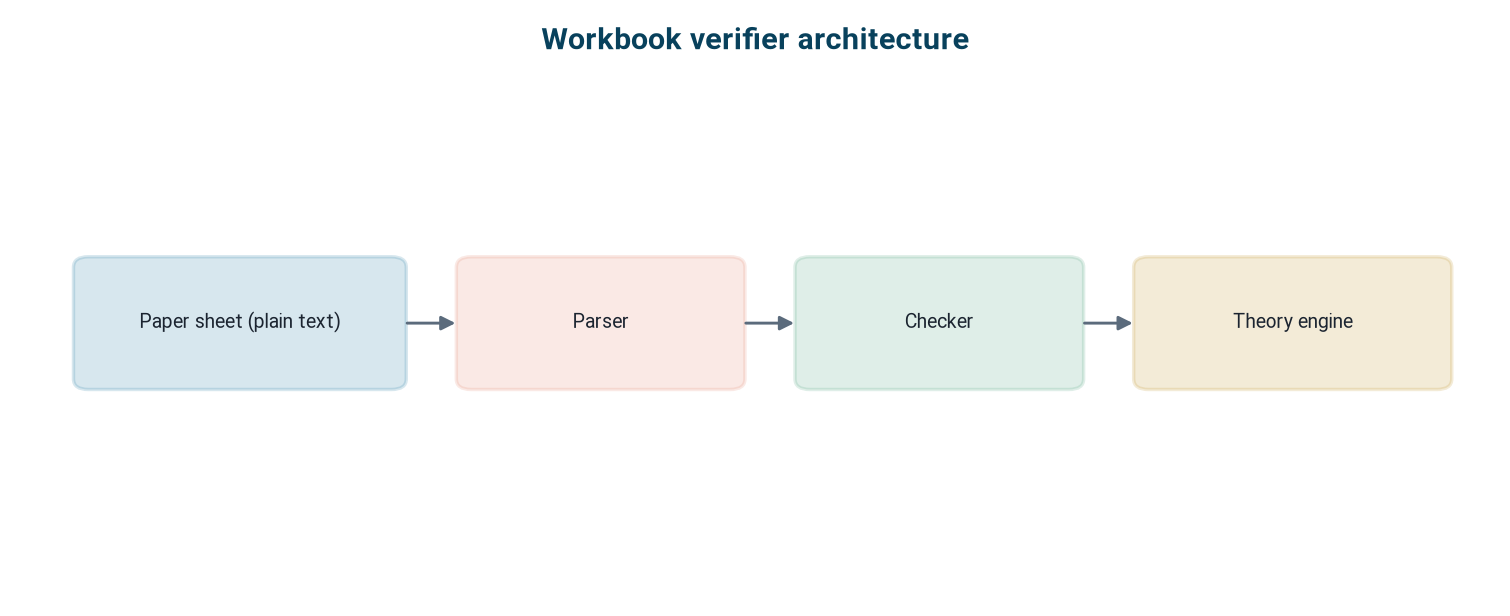 Workbook verifier architecture
Paper sheet (plain text)
Parser
Checker
Theory engine